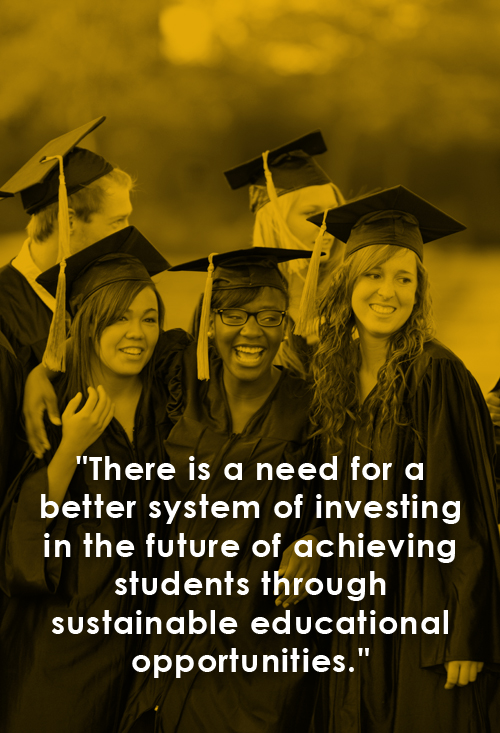 "There is a need for a
better system of investing
in the future of achieving
students through
sustainable educational
opportunities."